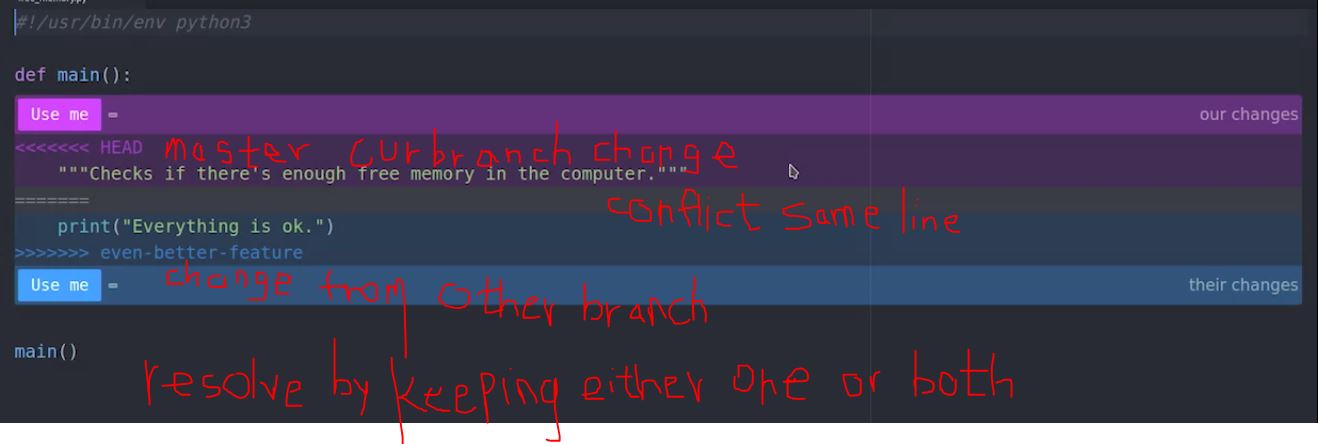 #!/usr/bin/env python3
def main():
Use me our changes
<<<<<<< HEAD master curbranch change
"""Checks if there's enough free memory in the computer."""
=======
conflict same line
print("Everything is ok.")
>>>>>>> even-better-feature
Use me their changes
change from other branch
main()
resolve by keeping either one or both